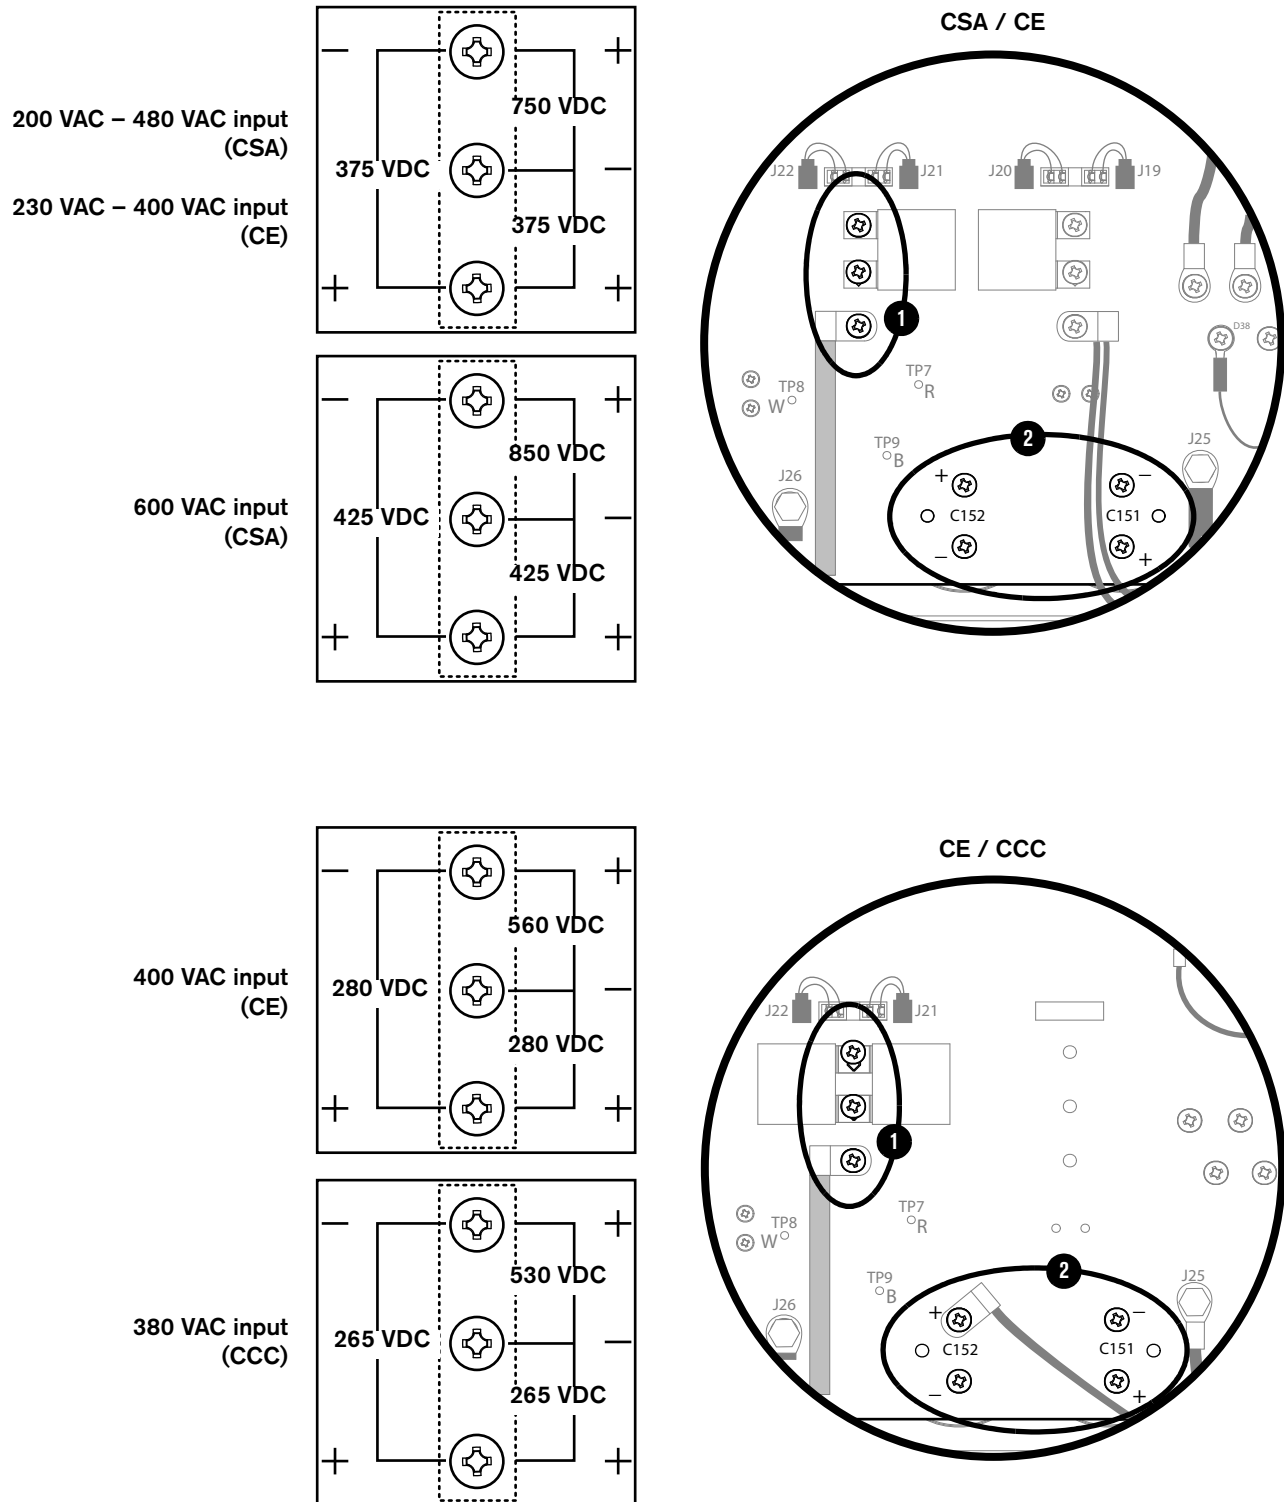 200 VAC – 480 VAC input
(CSA)
230 VAC – 400 VAC input
(CE)
– +
750 VDC
375 VDC –
375 VDC
+ +
600 VAC input
(CSA)
– +
850 VDC
425 VDC –
425 VDC
+ +
CSA / CE
J22 J21 J20 J19
1
D38
TP7
R
TP8
W
TP9
B
2
J25
J26
+ –
C152 C151
– +
400 VAC input
(CE)
– +
560 VDC
280 VDC –
280 VDC
+ +
380 VAC input
(CCC)
– +
530 VDC
265 VDC –
265 VDC
+ +
CE / CCC
J22 J21
1
TP7
R
TP8
W
TP9
B
2
J25
J26
+ –
C152 C151
– +